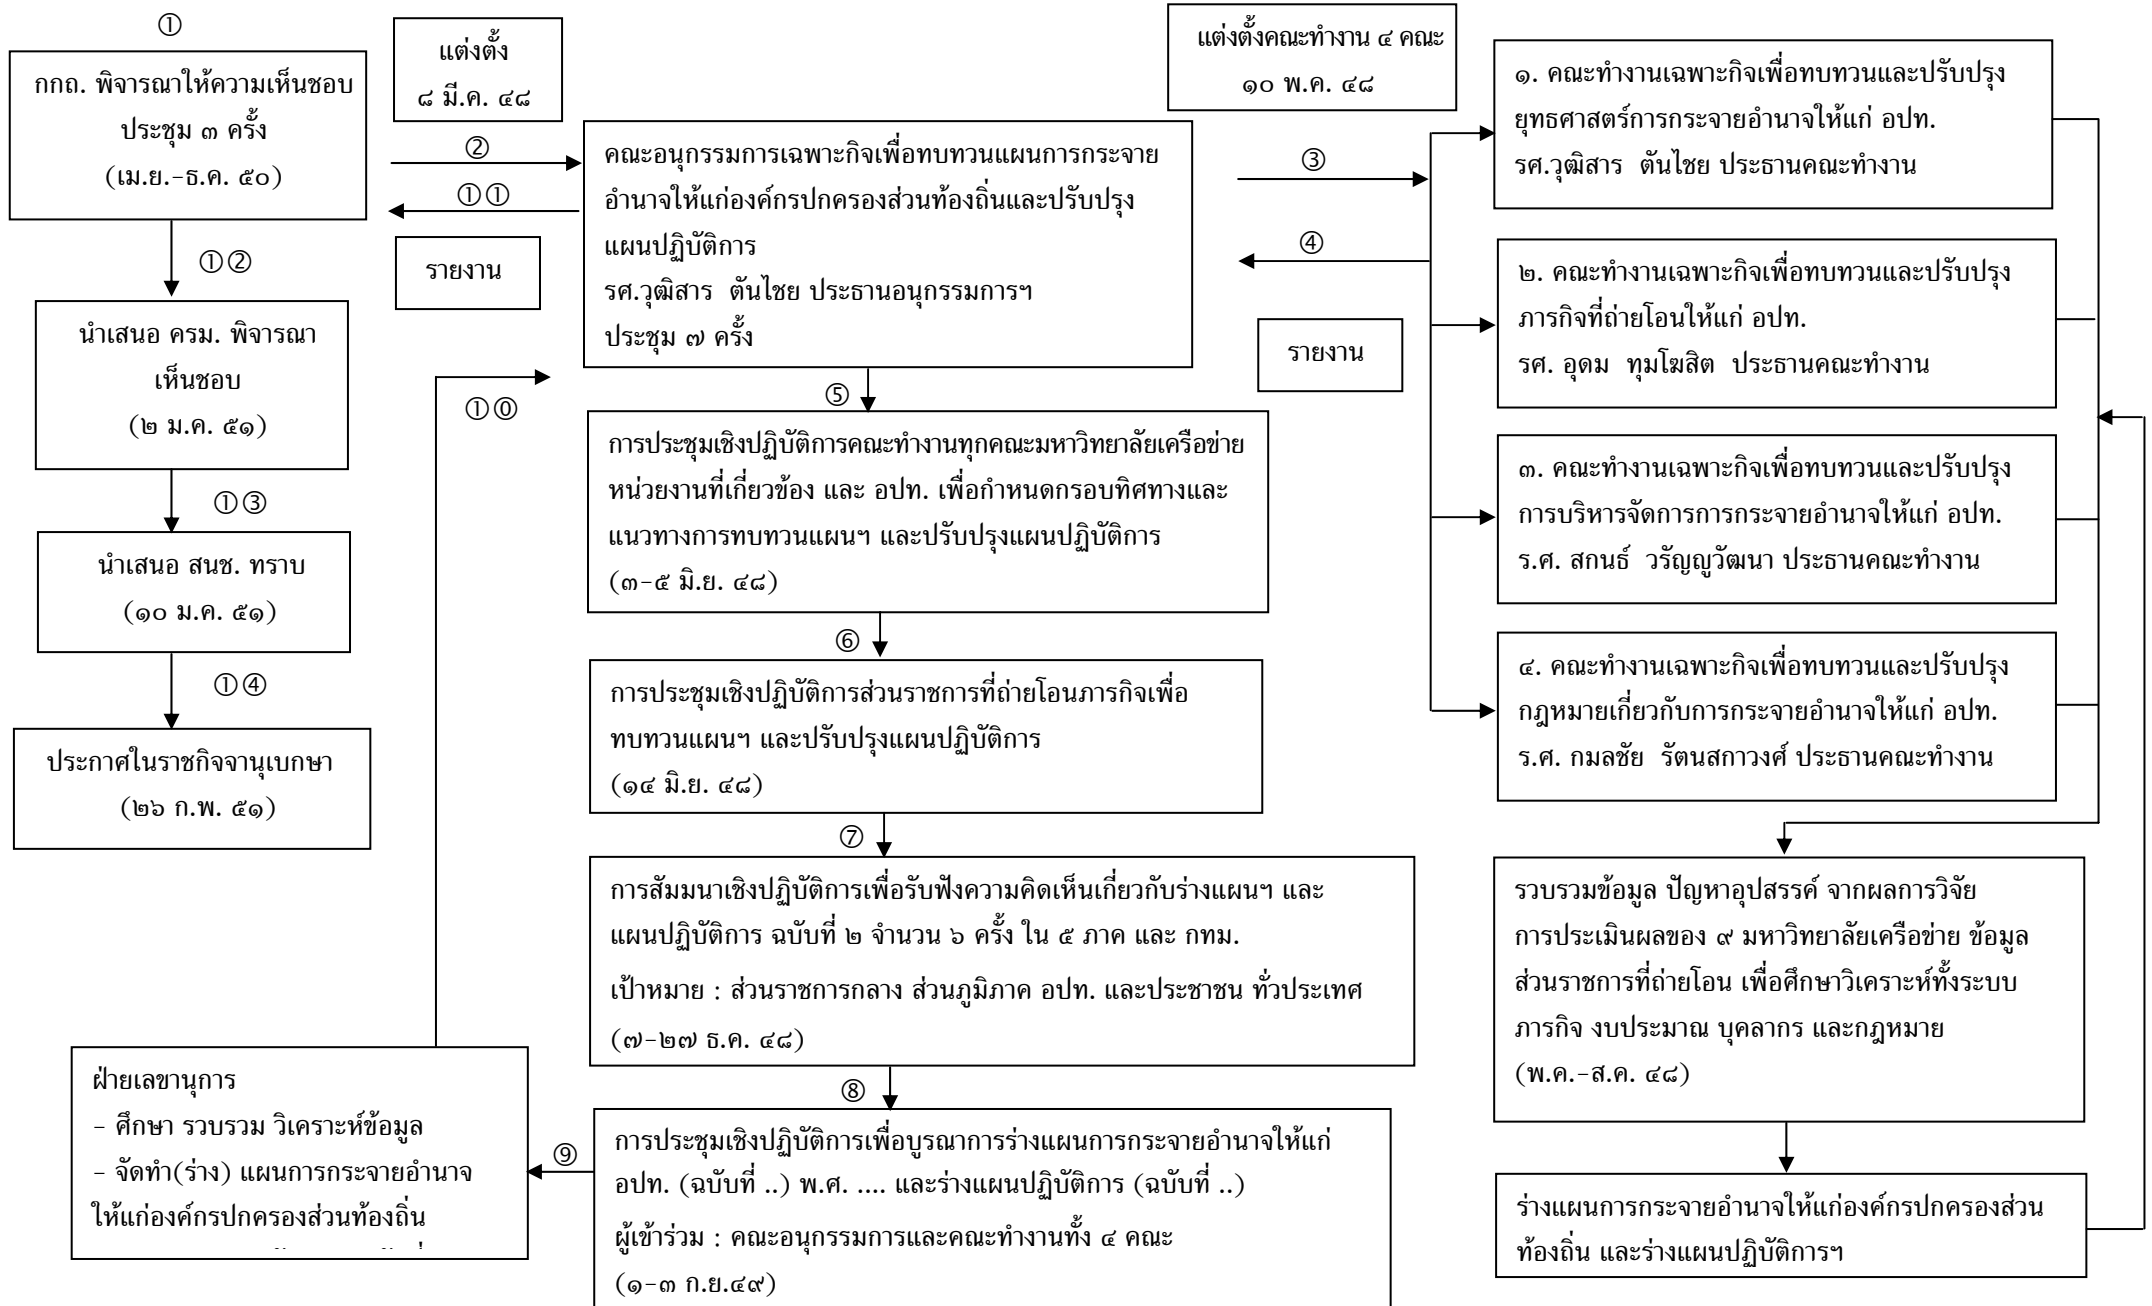 ①
กกถ. พิจารณาให้ความเห็นชอบ
ประชุม ๓ ครั้ง
(เม.ย.-ธ.ค. ๕๐)
①②
นำเสนอ ครม. พิจารณา
เห็นชอบ
(๒ ม.ค. ๕๑)
①③
นำเสนอ สนช. ทราบ
(๑๐ ม.ค. ๕๑)
①④
ประกาศในราชกิจจานุเบกษา
(๒๖ ก.พ. ๕๑)
แต่งตั้ง
๘ มี.ค. ๔๘
②
①①
รายงาน
①⓪
คณะอนุกรรมการเฉพาะกิจเพื่อทบทวนแผนการกระจาย
อำนาจให้แก่องค์กรปกครองส่วนท้องถิ่นและปรับปรุง
แผนปฏิบัติการ
รศ.วุฒิสาร ตันไชย ประธานอนุกรรมการฯ
ประชุม ๗ ครั้ง
⑤
การประชุมเชิงปฏิบัติการคณะทำงานทุกคณะมหาวิทยาลัยเครือข่าย
หน่วยงานที่เกี่ยวข้อง และ อปท. เพื่อกำหนดกรอบทิศทางและ
แนวทางการทบทวนแผนฯ และปรับปรุงแผนปฏิบัติการ
(๓-๕ มิ.ย. ๔๘)
⑥
การประชุมเชิงปฏิบัติการส่วนราชการที่ถ่ายโอนภารกิจเพื่อ
ทบทวนแผนฯ และปรับปรุงแผนปฏิบัติการ
(๑๔ มิ.ย. ๔๘)
⑦
การสัมมนาเชิงปฏิบัติการเพื่อรับฟังความคิดเห็นเกี่ยวกับร่างแผนฯ และ
แผนปฏิบัติการ ฉบับที่ ๒ จำนวน ๖ ครั้ง ใน ๕ ภาค และ กทม.
เป้าหมาย : ส่วนราชการกลาง ส่วนภูมิภาค อปท. และประชาชน ทั่วประเทศ
(๗-๒๗ ธ.ค. ๔๘)
⑧
การประชุมเชิงปฏิบัติการเพื่อบูรณาการร่างแผนการกระจายอำนาจให้แก่
อปท. (ฉบับที่ ..) พ.ศ. .... และร่างแผนปฏิบัติการ (ฉบับที่ ..)
ผู้เข้าร่วม : คณะอนุกรรมการและคณะทำงานทั้ง ๔ คณะ
(๑-๓ ก.ย.๔๙)
⑨
ฝ่ายเลขานุการ
- ศึกษา รวบรวม วิเคราะห์ข้อมูล
- จัดทำ(ร่าง) แผนการกระจายอำนาจ
ให้แก่องค์กรปกครองส่วนท้องถิ่น
แต่งตั้งคณะทำงาน ๔ คณะ
๑๐ พ.ค. ๔๘
③
④
รายงาน
๑. คณะทำงานเฉพาะกิจเพื่อทบทวนและปรับปรุง
ยุทธศาสตร์การกระจายอำนาจให้แก่ อปท.
รศ.วุฒิสาร ตันไชย ประธานคณะทำงาน
๒. คณะทำงานเฉพาะกิจเพื่อทบทวนและปรับปรุง
ภารกิจที่ถ่ายโอนให้แก่ อปท.
รศ. อุดม ทุมโฆสิต ประธานคณะทำงาน
๓. คณะทำงานเฉพาะกิจเพื่อทบทวนและปรับปรุง
การบริหารจัดการการกระจายอำนาจให้แก่ อปท.
ร.ศ. สกนธ์ วรัญญูวัฒนา ประธานคณะทำงาน
๔. คณะทำงานเฉพาะกิจเพื่อทบทวนและปรับปรุง
กฎหมายเกี่ยวกับการกระจายอำนาจให้แก่ อปท.
ร.ศ. กมลชัย รัตนสกาวงศ์ ประธานคณะทำงาน
รวบรวมข้อมูล ปัญหาอุปสรรค์ จากผลการวิจัย
การประเมินผลของ ๙ มหาวิทยาลัยเครือข่าย ข้อมูล
ส่วนราชการที่ถ่ายโอน เพื่อศึกษาวิเคราะห์ทั้งระบบ
ภารกิจ งบประมาณ บุคลากร และกฎหมาย
(พ.ค.-ส.ค. ๔๘)
ร่างแผนการกระจายอำนาจให้แก่องค์กรปกครองส่วน
ท้องถิ่น และร่างแผนปฏิบัติการฯ